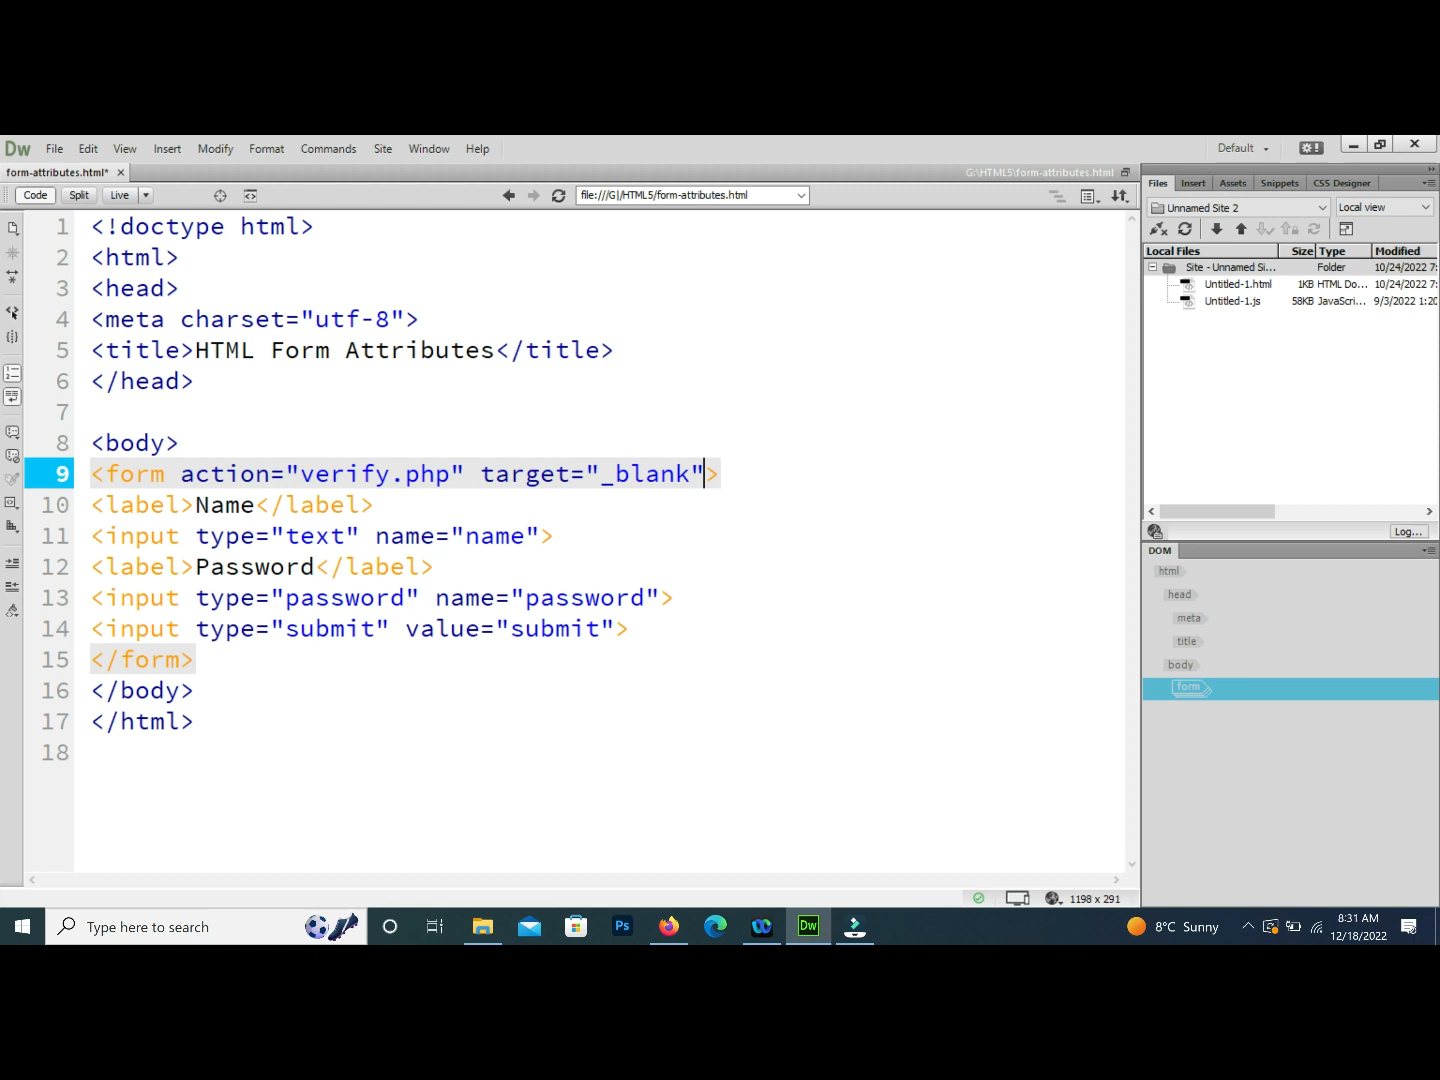 Dw File Edit View Insert Modify Format Commands Site Window Help Default
form-attributes.html* G:\HTML5\form-attributes.html
Code Split Live file:///G|/HTML5/form-attributes.html
1 <!doctype html>
2 <html>
3 <head>
4 <meta charset="utf-8">
5 <title>HTML Form Attributes</title>
6 </head>
7
8 <body>
9 <form action="verify.php" target="_blank">
10 <label>Name</label>
11 <input type="text" name="name">
12 <label>Password</label>
13 <input type="password" name="password">
14 <input type="submit" value="submit">
15 </form>
16 </body>
17 </html>
18
1198 x 291
Files Insert Assets Snippets CSS Designer
Unnamed Site 2 Local view
Local Files Size Type Modified
Site - Unnamed Si... Folder 10/24/2022 7:
Untitled-1.html 1KB HTML Do... 10/24/2022 7:
Untitled-1.js 58KB JavaScri... 9/3/2022 1:20
Log...
DOM
html
head
meta
title
body
form
Type here to search Ps Dw 8°C Sunny 8:31 AM
12/18/2022